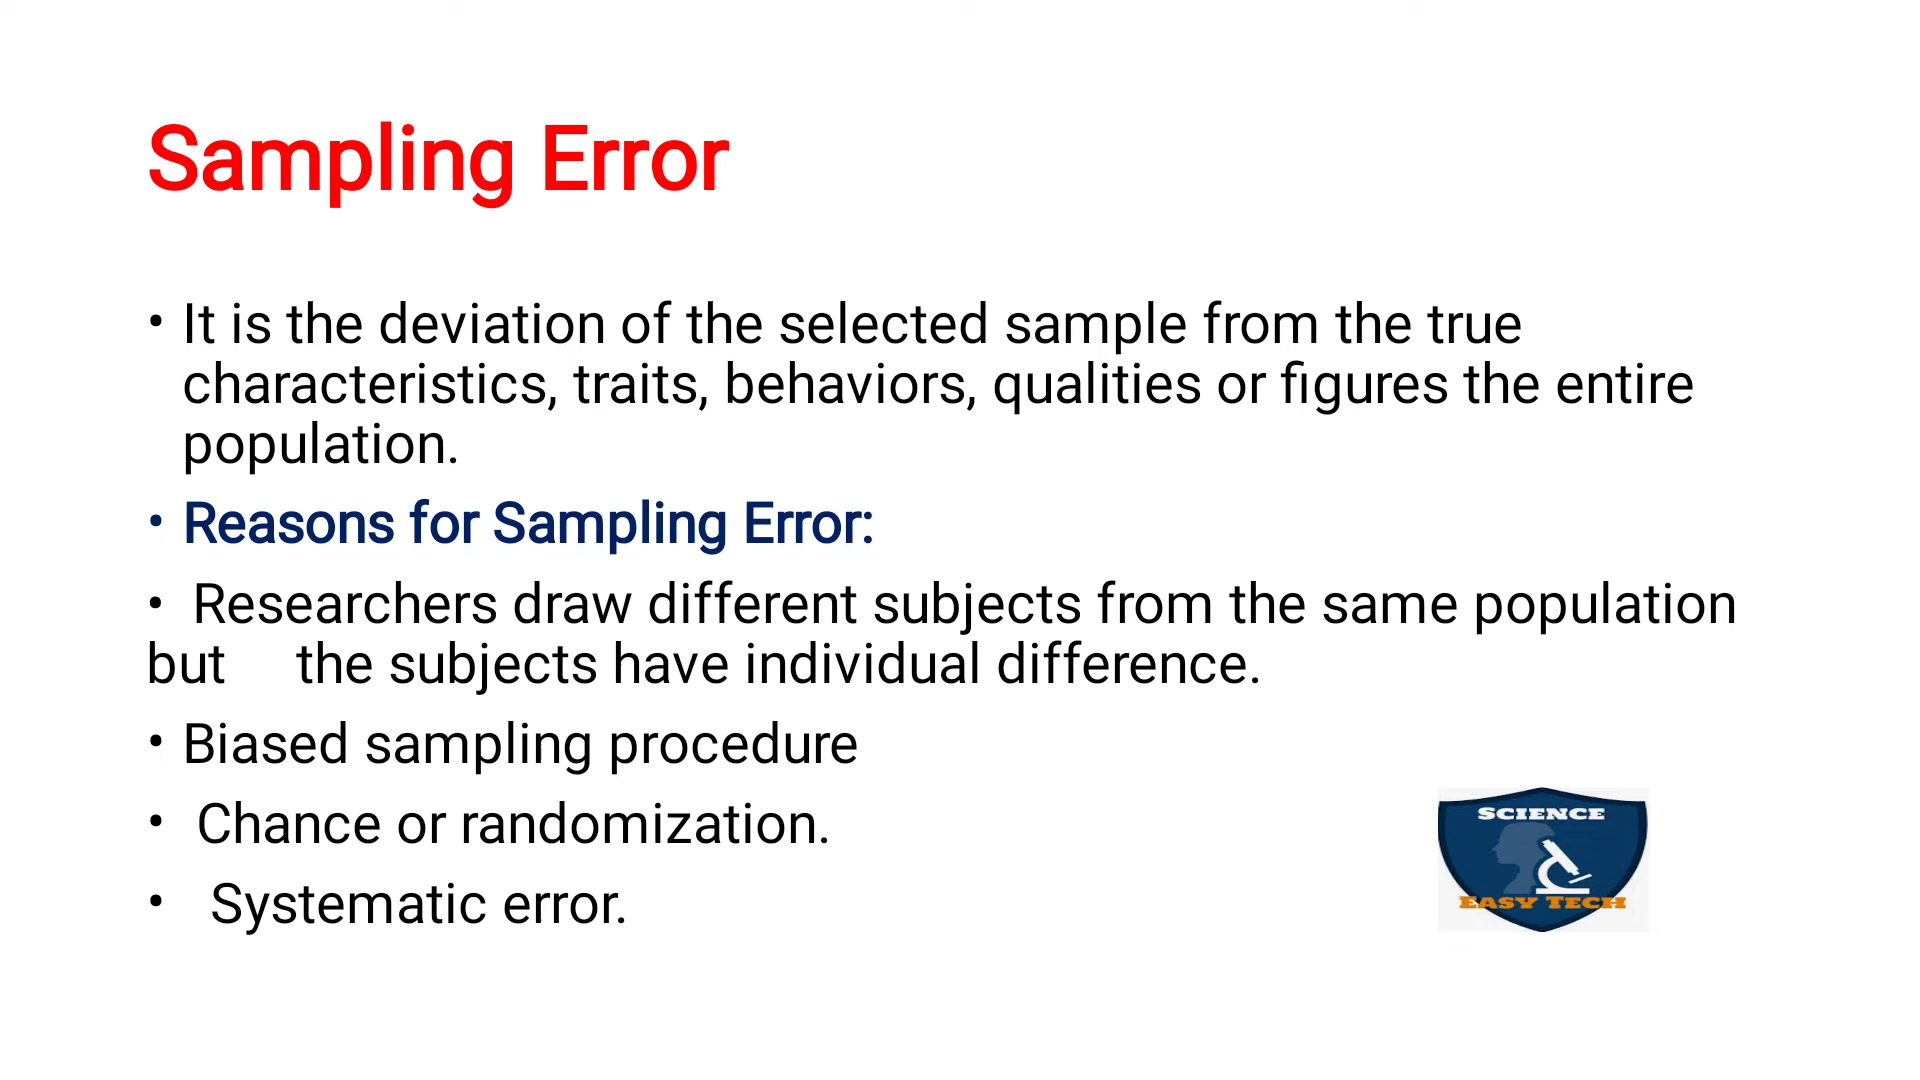 Sampling Error
• It is the deviation of the selected sample from the true
characteristics, traits, behaviors, qualities or figures the entire
population.
• Reasons for Sampling Error:
• Researchers draw different subjects from the same population
but the subjects have individual difference.
• Biased sampling procedure
• Chance or randomization.
• Systematic error.
SCIENCE
EASY TECH